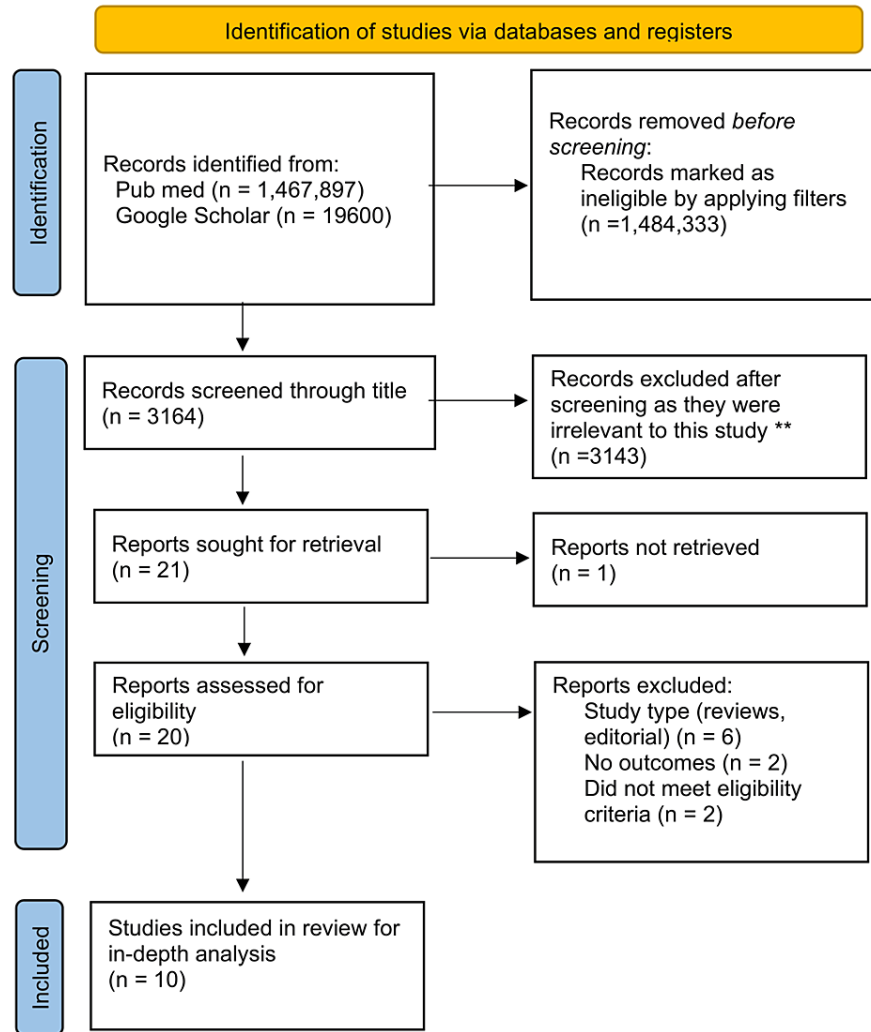 Identification of studies via databases and registers
Identification
Records identified from:
Pub med (n = 1,467,897)
Google Scholar (n = 19600)
Records removed before
screening:
Records marked as
ineligible by applying filters
(n =1,484,333)
Screening
Records screened through title
(n = 3164)
Records excluded after
screening as they were
irrelevant to this study **
(n =3143)
Reports sought for retrieval
(n = 21)
Reports not retrieved
(n = 1)
Reports assessed for
eligibility
(n = 20)
Reports excluded:
Study type (reviews,
editorial) (n = 6)
No outcomes (n = 2)
Did not meet eligibility
criteria (n = 2)
Included
Studies included in review for
in-depth analysis
(n = 10)